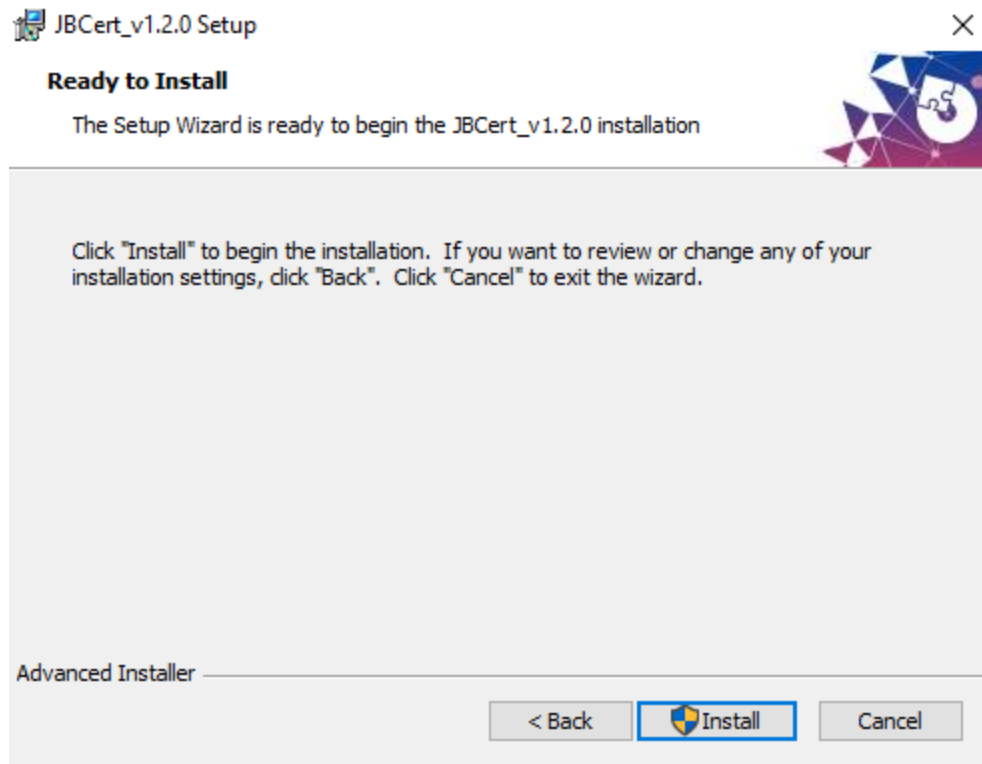 JBCert_v1.2.0 Setup
Ready to Install
The Setup Wizard is ready to begin the JBCert_v1.2.0 installation
Click "Install" to begin the installation.  If you want to review or change any of your
installation settings, click "Back".  Click "Cancel" to exit the wizard.
Advanced Installer
< Back
Install
Cancel